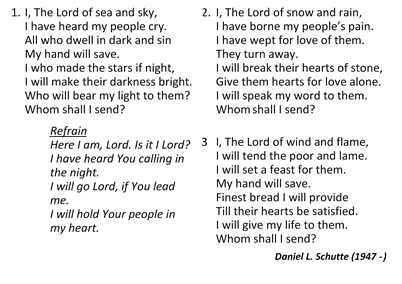 1. I, The Lord of sea and sky,
I have heard my people cry.
All who dwell in dark and sin
My hand will save.
I who made the stars if night,
I will make their darkness bright.
Who will bear my light to them?
Whom shall I send?
Refrain
Here I am, Lord. Is it I Lord?
I have heard You calling in
the night.
I will go Lord, if You lead
me.
I will hold Your people in
my heart.
2. I, The Lord of snow and rain,
I have borne my people’s pain.
I have wept for love of them.
They turn away.
I will break their hearts of stone,
Give them hearts for love alone.
I will speak my word to them.
Whom shall I send?
3 I, The Lord of wind and flame,
I will tend the poor and lame.
I will set a feast for them.
My hand will save.
Finest bread I will provide
Till their hearts be satisfied.
I will give my life to them.
Whom shall I send?
Daniel L. Schutte (1947 -)